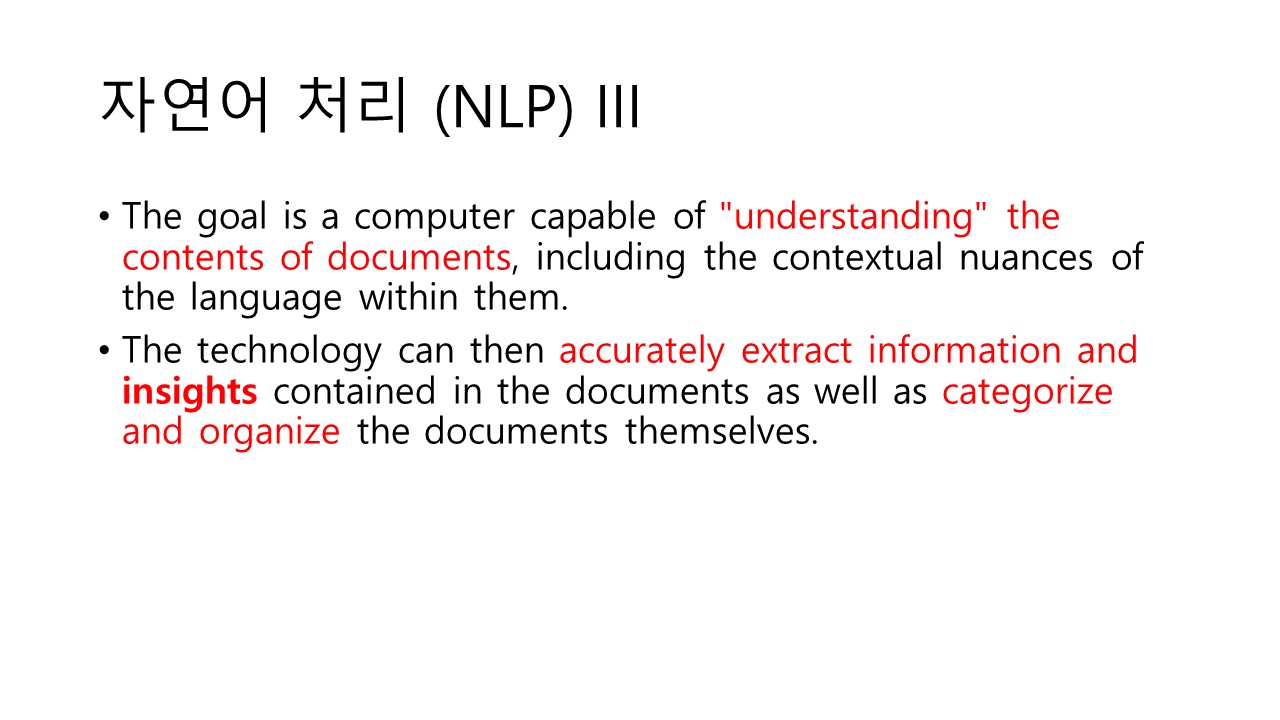 자연어 처리 (NLP) III
• The goal is a computer capable of "understanding" the
contents of documents, including the contextual nuances of
the language within them.
• The technology can then accurately extract information and
insights contained in the documents as well as categorize
and organize the documents themselves.